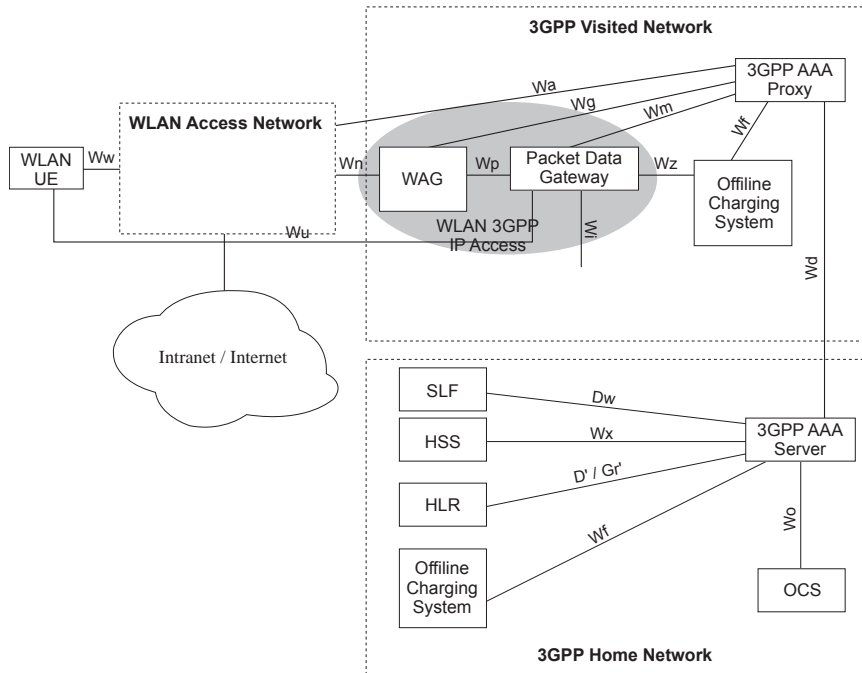 3GPP Visited Network
3GPP AAA
Proxy
Wa
Wg
Wm
Wf
WLAN Access Network
WLAN
UE
Ww
Wn
WAG
Wp
Packet Data
Gateway
Wz
Offiline
Charging
System
WLAN 3GPP
IP Access
Wu
Wi
Wd
Intranet / Internet
SLF
Dw
HSS
Wx
3GPP AAA
Server
HLR
D' / Gr'
Wf
Wo
Offiline
Charging
System
OCS
3GPP Home Network